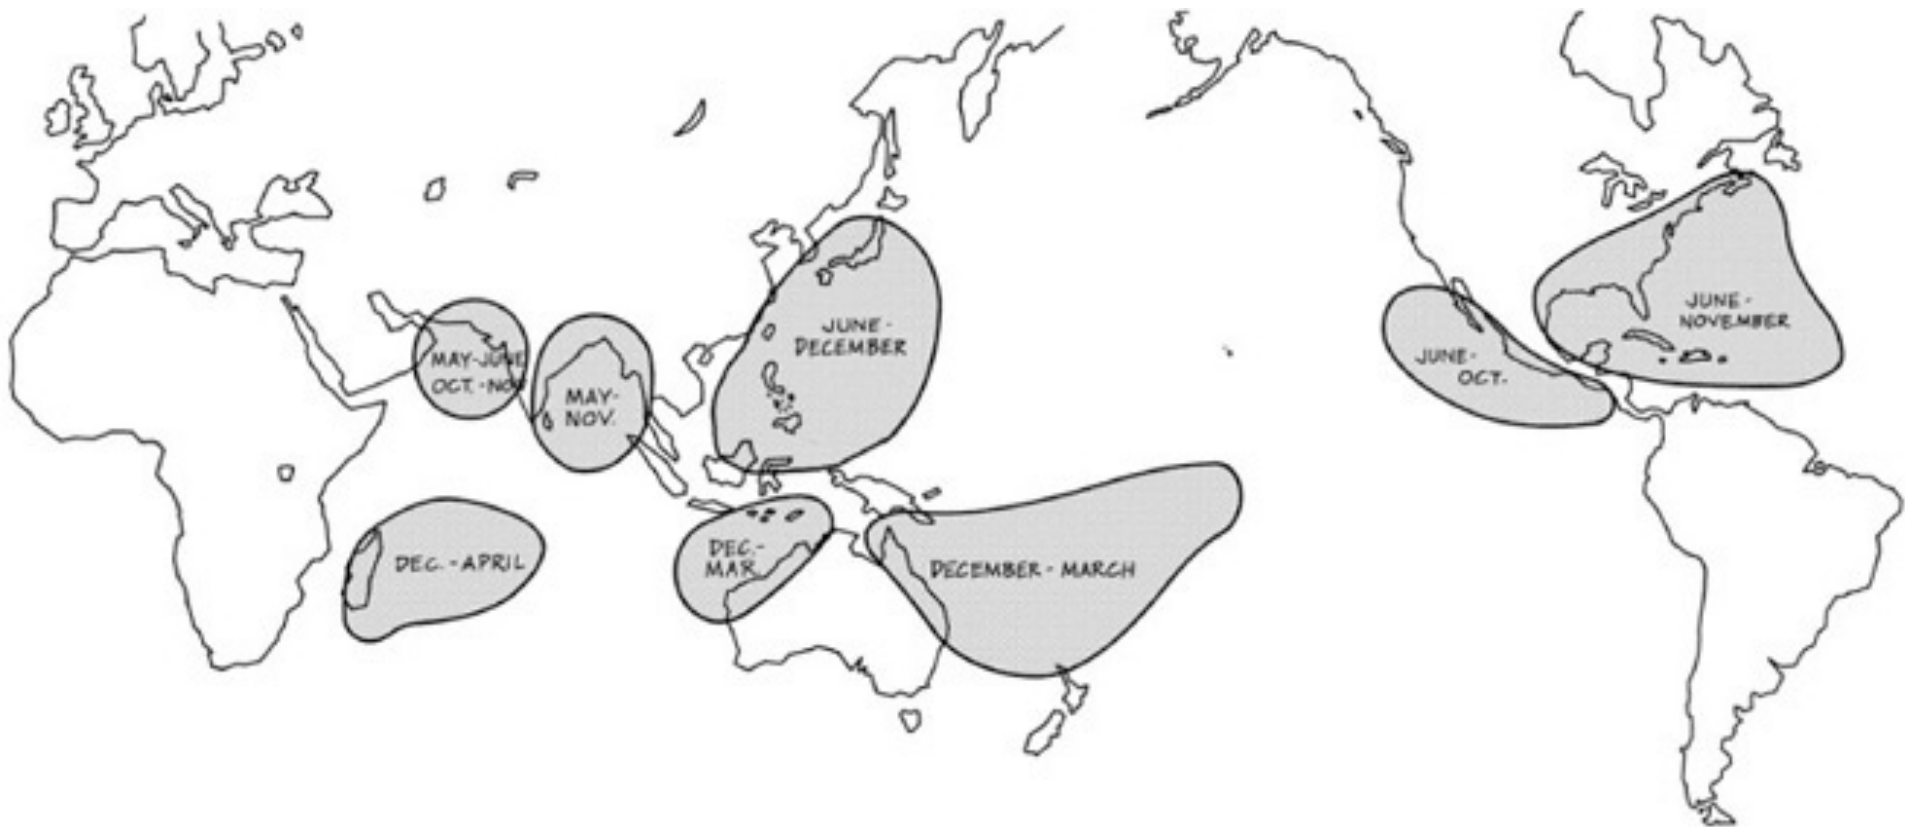 MAY-JUNE
OCT.-NOV
MAY-
NOV.
JUNE-
DECEMBER
JUNE-
OCT.
JUNE-
NOVEMBER
DEC.-APRIL
DEC.-
MAR.
DECEMBER-MARCH